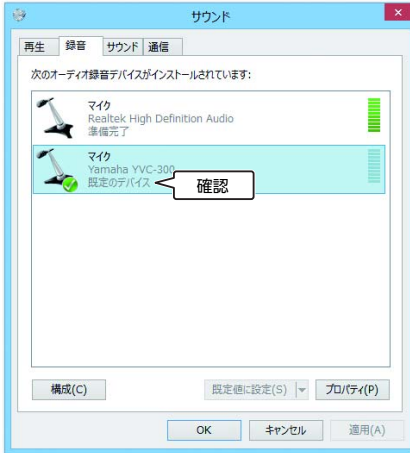 サウンド
再生 録音 サウンド 通信
次のオーディオ録音デバイスがインストールされています:
マイク
Realtek High Definition Audio
準備完了
マイク
Yamaha YVC-300
既定のデバイス
確認
構成(C) 既定値に設定(S) プロパティ(P)
OK キャンセル 適用(A)